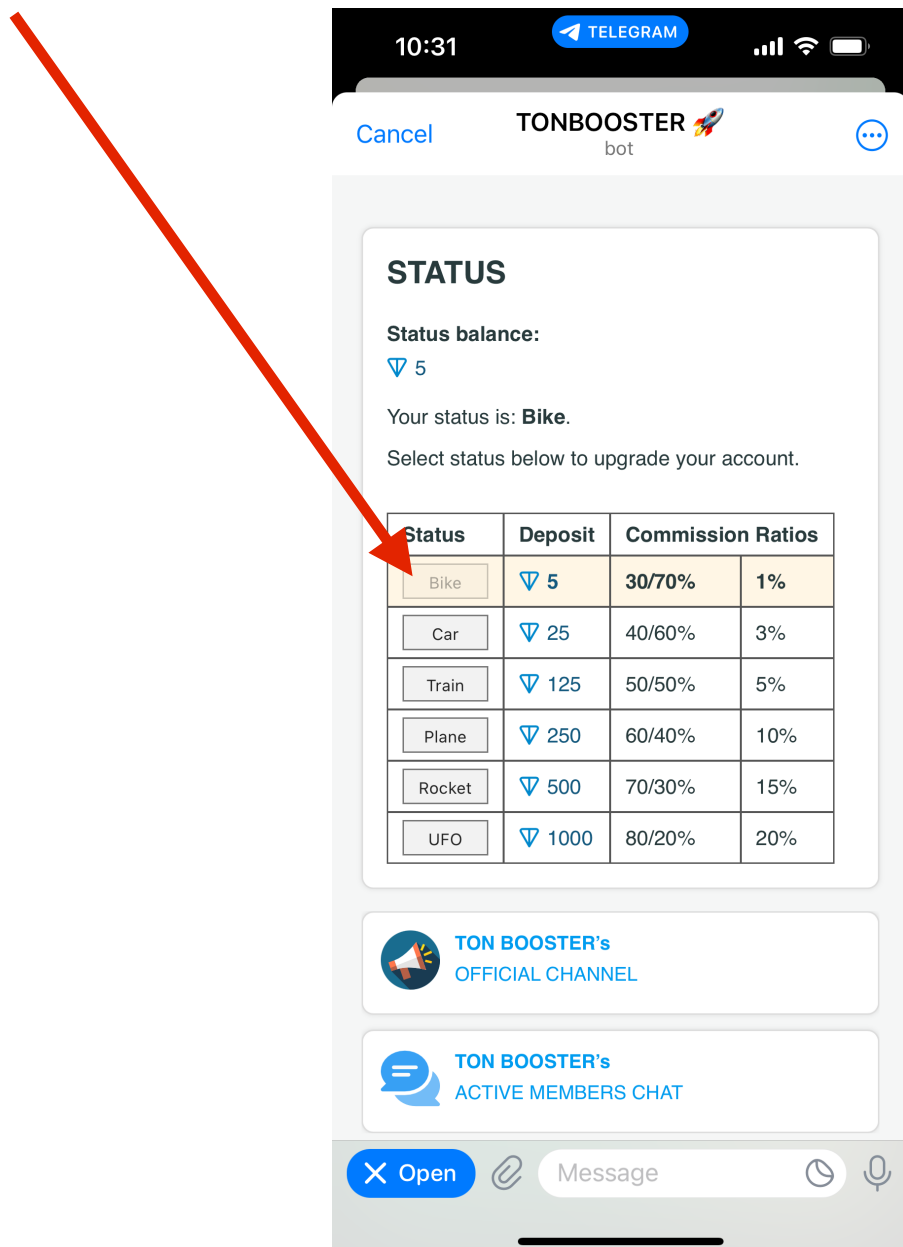 10:31
TELEGRAM
Cancel
TONBOOSTER 🚀
bot
STATUS
Status balance:
5
Your status is: Bike.
Select status below to upgrade your account.
Status Deposit Commission Ratios
Bike 5 30/70% 1%
Car 25 40/60% 3%
Train 125 50/50% 5%
Plane 250 60/40% 10%
Rocket 500 70/30% 15%
UFO 1000 80/20% 20%
TON BOOSTER’s
OFFICIAL CHANNEL
TON BOOSTER’s
ACTIVE MEMBERS CHAT
Open Message